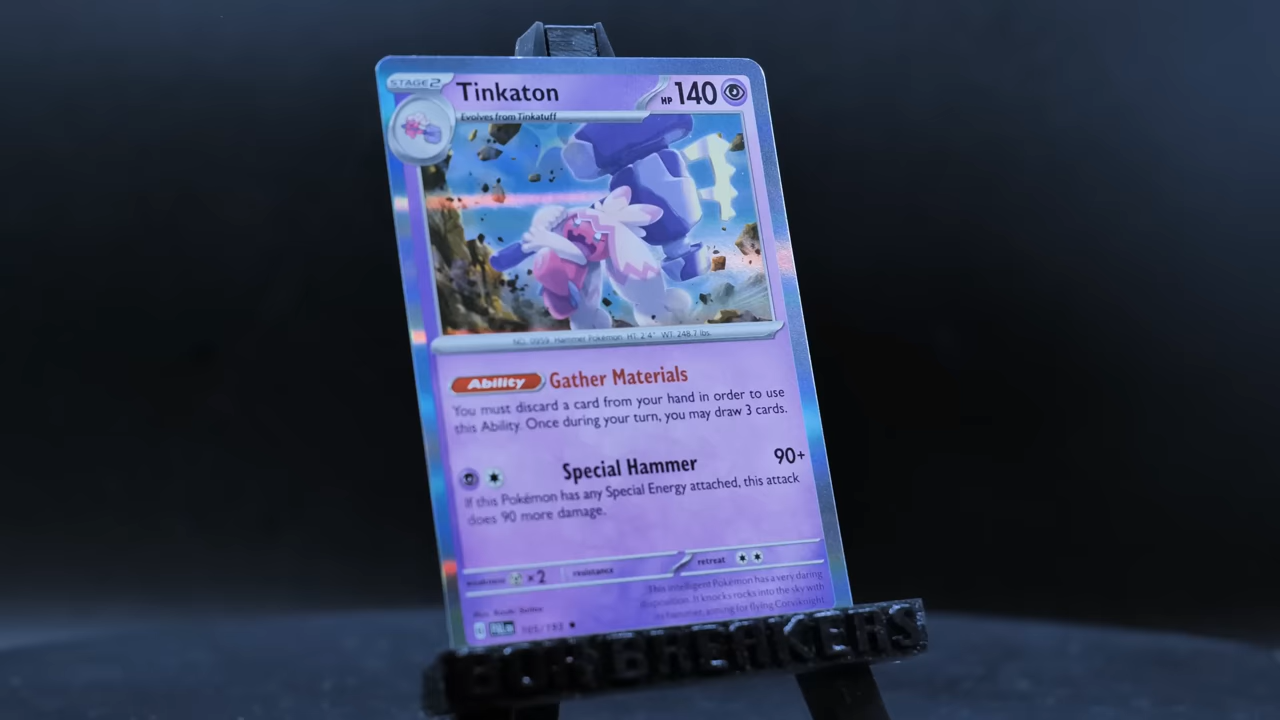 STAGE 2
Tinkaton
HP 140
Evolves from Tinkatuff
NO. 0959 Hammer Pokémon HT: 2'4" WT: 248.7 lbs.
Ability Gather Materials
You must discard a card from your hand in order to use
this Ability. Once during your turn, you may draw 3 cards.
Special Hammer 90+
If this Pokémon has any Special Energy attached, this attack
does 90 more damage.
weakness ×2 resistance retreat
This intelligent Pokémon has a very daring
disposition. It knocks rocks into the sky with
its hammer, aiming for flying Corviknight.
105/193
BREAKERS